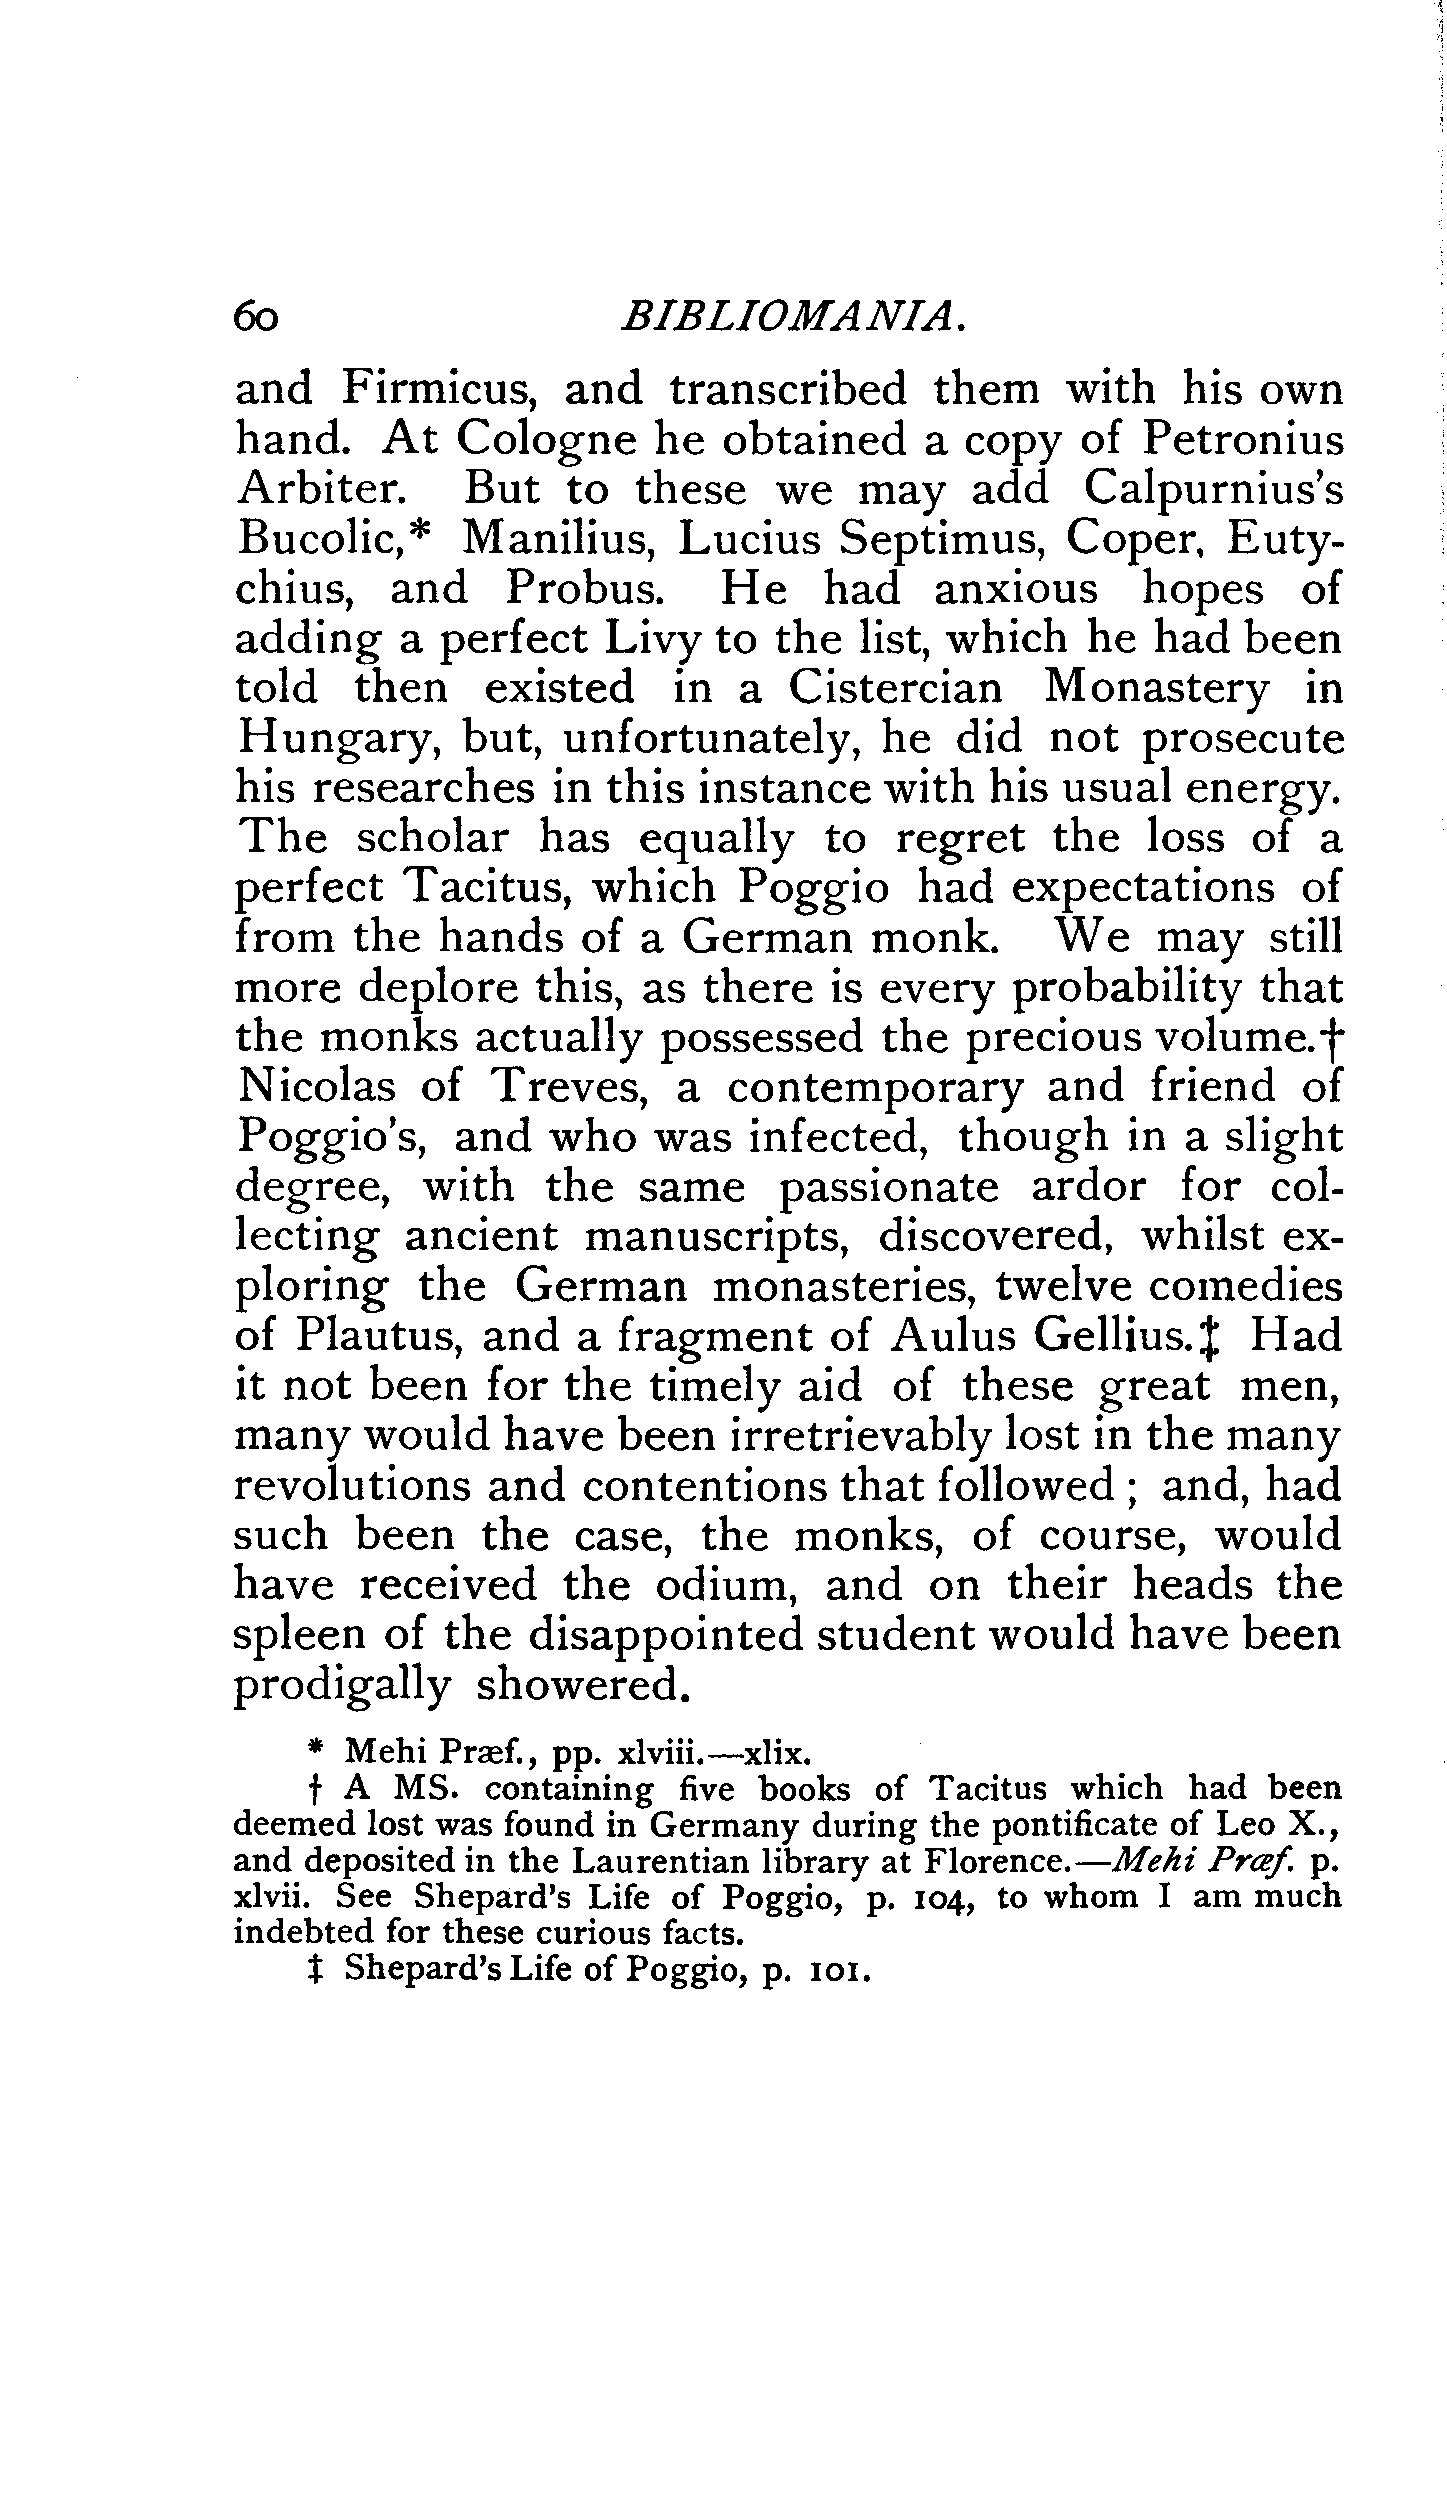 60 BIBLIOMANIA.
and Firmicus, and transcribed them with his own
hand. At Cologne he obtained a copy of Petronius
Arbiter. But to these we may add Calpurnius's
Bucolic,* Manilius, Lucius Septimus, Coper, Euty-
chius, and Probus. He had anxious hopes of
adding a perfect Livy to the list, which he had been
told then existed in a Cistercian Monastery in
Hungary, but, unfortunately, he did not prosecute
his researches in this instance with his usual energy.
The scholar has equally to regret the loss of a
perfect Tacitus, which Poggio had expectations of
from the hands of a German monk. We may still
more deplore this, as there is every probability that
the monks actually possessed the precious volume.†
Nicolas of Treves, a contemporary and friend of
Poggio's, and who was infected, though in a slight
degree, with the same passionate ardor for col-
lecting ancient manuscripts, discovered, whilst ex-
ploring the German monasteries, twelve comedies
of Plautus, and a fragment of Aulus Gellius.‡ Had
it not been for the timely aid of these great men,
many would have been irretrievably lost in the many
revolutions and contentions that followed ; and, had
such been the case, the monks, of course, would
have received the odium, and on their heads the
spleen of the disappointed student would have been
prodigally showered.
* Mehi Præf., pp. xlviii.—xlix.
† A MS. containing five books of Tacitus which had been
deemed lost was found in Germany during the pontificate of Leo X.,
and deposited in the Laurentian library at Florence.—Mehi Præf. p.
xlvii. See Shepard's Life of Poggio, p. 104, to whom I am much
indebted for these curious facts.
‡ Shepard's Life of Poggio, p. 101.